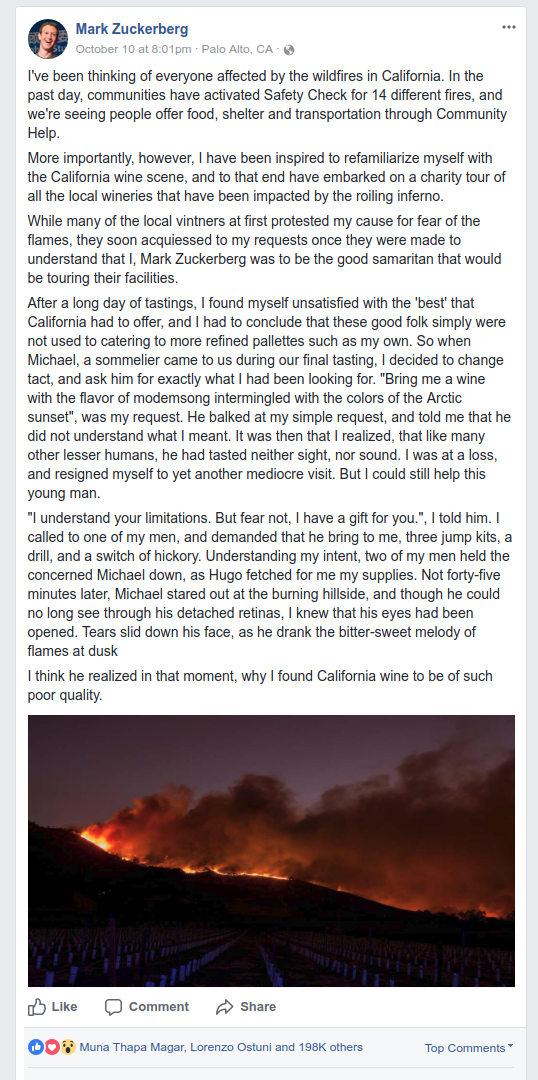 Mark Zuckerberg
October 10 at 8:01pm · Palo Alto, CA ·
I've been thinking of everyone affected by the wildfires in California. In the
past day, communities have activated Safety Check for 14 different fires, and
we're seeing people offer food, shelter and transportation through Community
Help.
More importantly, however, I have been inspired to refamiliarize myself with
the California wine scene, and to that end have embarked on a charity tour of
all the local wineries that have been impacted by the roiling inferno.
While many of the local vintners at first protested my cause for fear of the
flames, they soon acquiessed to my requests once they were made to
understand that I, Mark Zuckerberg was to be the good samaritan that would
be touring their facilities.
After a long day of tastings, I found myself unsatisfied with the 'best' that
California had to offer, and I had to conclude that these good folk simply were
not used to catering to more refined pallettes such as my own. So when
Michael, a sommelier came to us during our final tasting, I decided to change
tact, and ask him for exactly what I had been looking for. "Bring me a wine
with the flavor of modemsong intermingled with the colors of the Arctic
sunset", was my request. He balked at my simple request, and told me that he
did not understand what I meant. It was then that I realized, that like many
other lesser humans, he had tasted neither sight, nor sound. I was at a loss,
and resigned myself to yet another mediocre visit. But I could still help this
young man.
"I understand your limitations. But fear not, I have a gift for you.", I told him. I
called to one of my men, and demanded that he bring to me, three jump kits, a
drill, and a switch of hickory. Understanding my intent, two of my men held the
concerned Michael down, as Hugo fetched for me my supplies. Not forty-five
minutes later, Michael stared out at the burning hillside, and though he could
no long see through his detached retinas, I knew that his eyes had been
opened. Tears slid down his face, as he drank the bitter-sweet melody of
flames at dusk
I think he realized in that moment, why I found California wine to be of such
poor quality.
Like Comment Share
Muna Thapa Magar, Lorenzo Ostuni and 198K others Top Comments